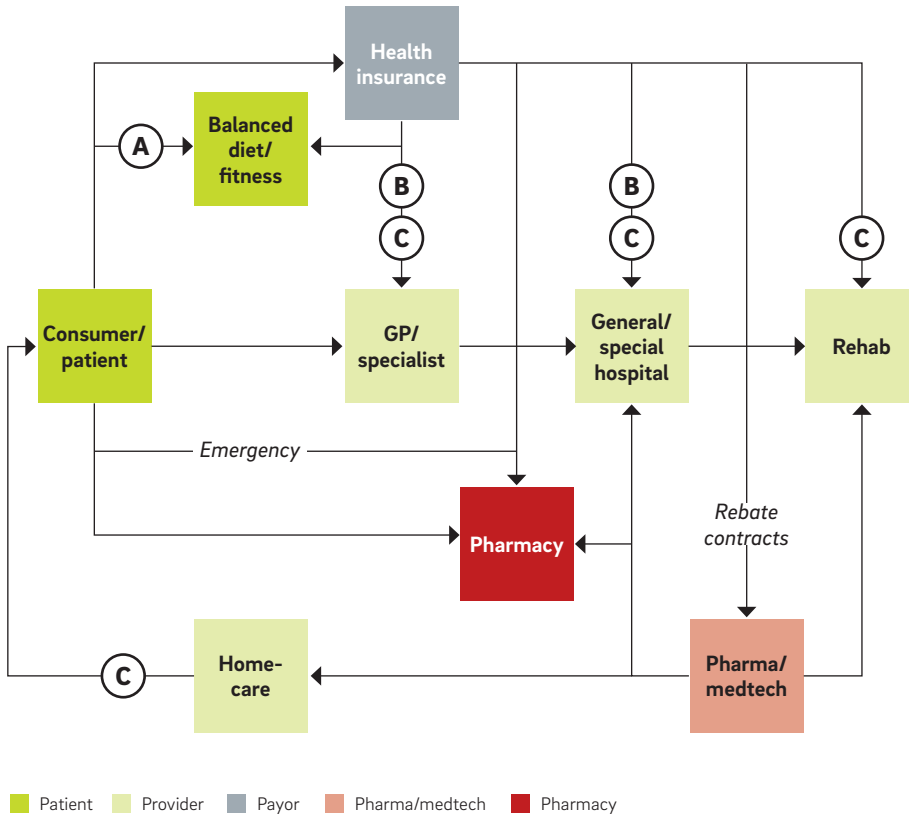 Health
insurance
Balanced
diet/
fitness
A
B
B
C
C
C
Consumer/
patient
GP/
specialist
General/
special
hospital
Rehab
Emergency
Pharmacy
Rebate
contracts
Home-
care
Pharma/
medtech
C
Patient
Provider
Payor
Pharma/medtech
Pharmacy